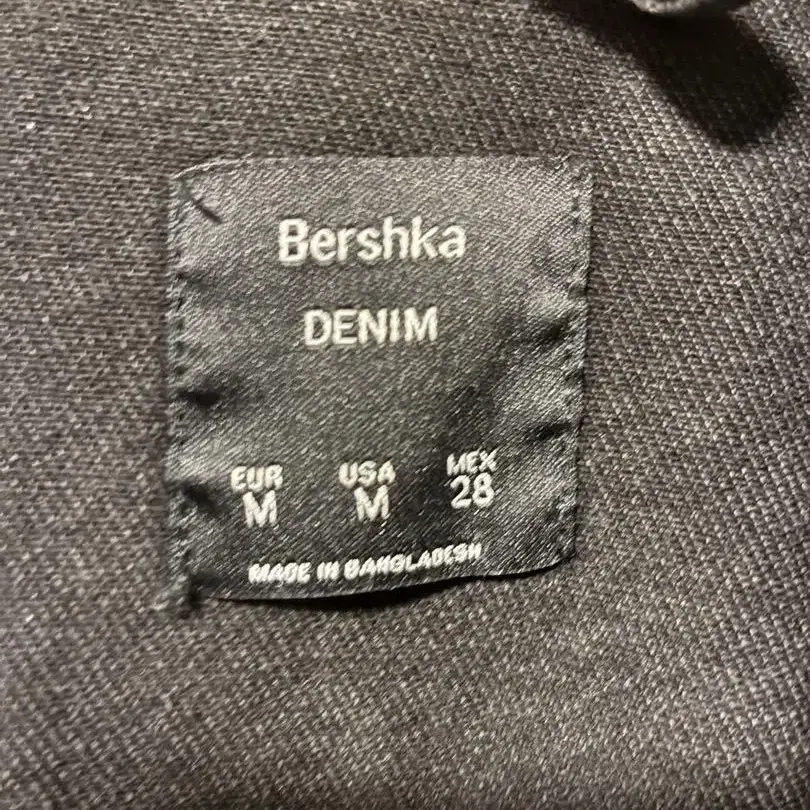 Bershka
DENIM
EUR USA MEX
M M 28
MADE IN BANGLADESH